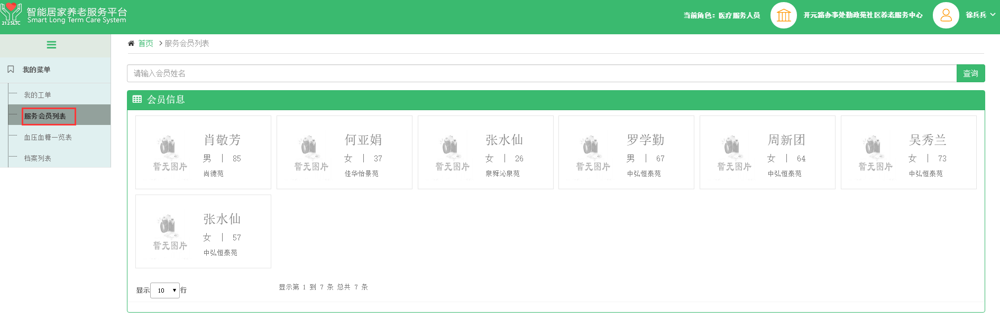 212 SLTC
智能居家养老服务平台
Smart Long Term Care System
当前角色：医疗服务人员
开元路办事处勤政苑社区养老服务中心
徐兵兵
首页 > 服务会员列表
我的菜单
我的工单
服务会员列表
血压血糖一览表
档案列表
请输入会员姓名
查询
会员信息
暂无图片
肖敬芳
男 | 85
尚德苑
暂无图片
何亚娟
女 | 37
佳华怡景苑
暂无图片
张水仙
女 | 26
泉舜沁泉苑
暂无图片
罗学勤
男 | 67
中弘恒泰苑
暂无图片
周新团
女 | 64
中弘恒泰苑
暂无图片
吴秀兰
女 | 73
中弘恒泰苑
暂无图片
张水仙
女 | 57
中弘恒泰苑
显示 10 行
显示第 1 到 7 条 总共 7 条